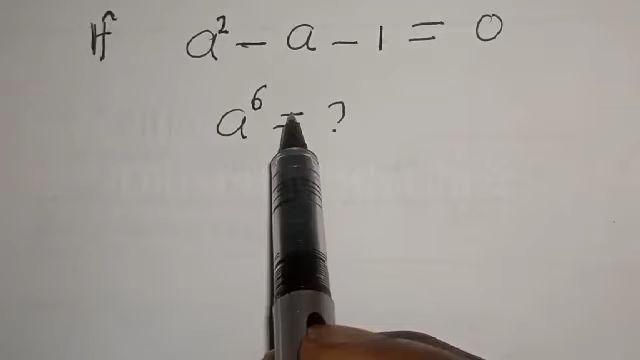 If a² - a - 1 = 0
a⁶ = ?